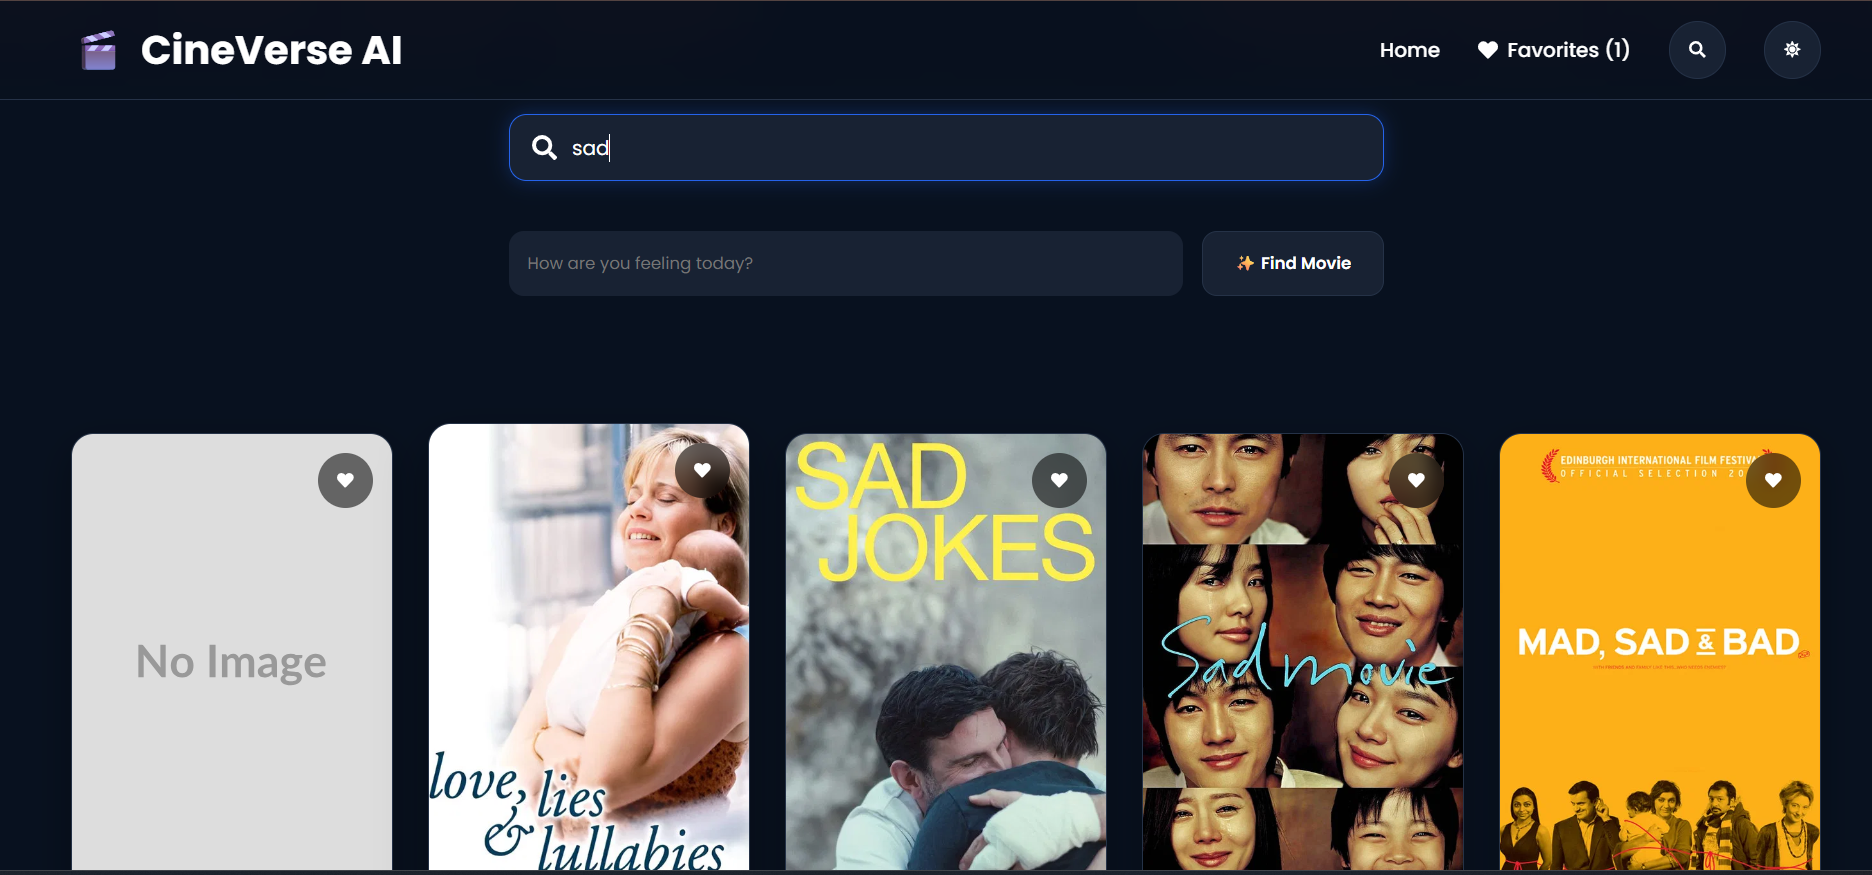 CineVerse AI
Home
Favorites (1)
sad
How are you feeling today?
✨ Find Movie
No Image
love,
lies
&
lullabies
SAD
JOKES
Sad movie
EDINBURGH INTERNATIONAL FILM FESTIVAL
OFFICIAL SELECTION 20
MAD, SAD & BAD